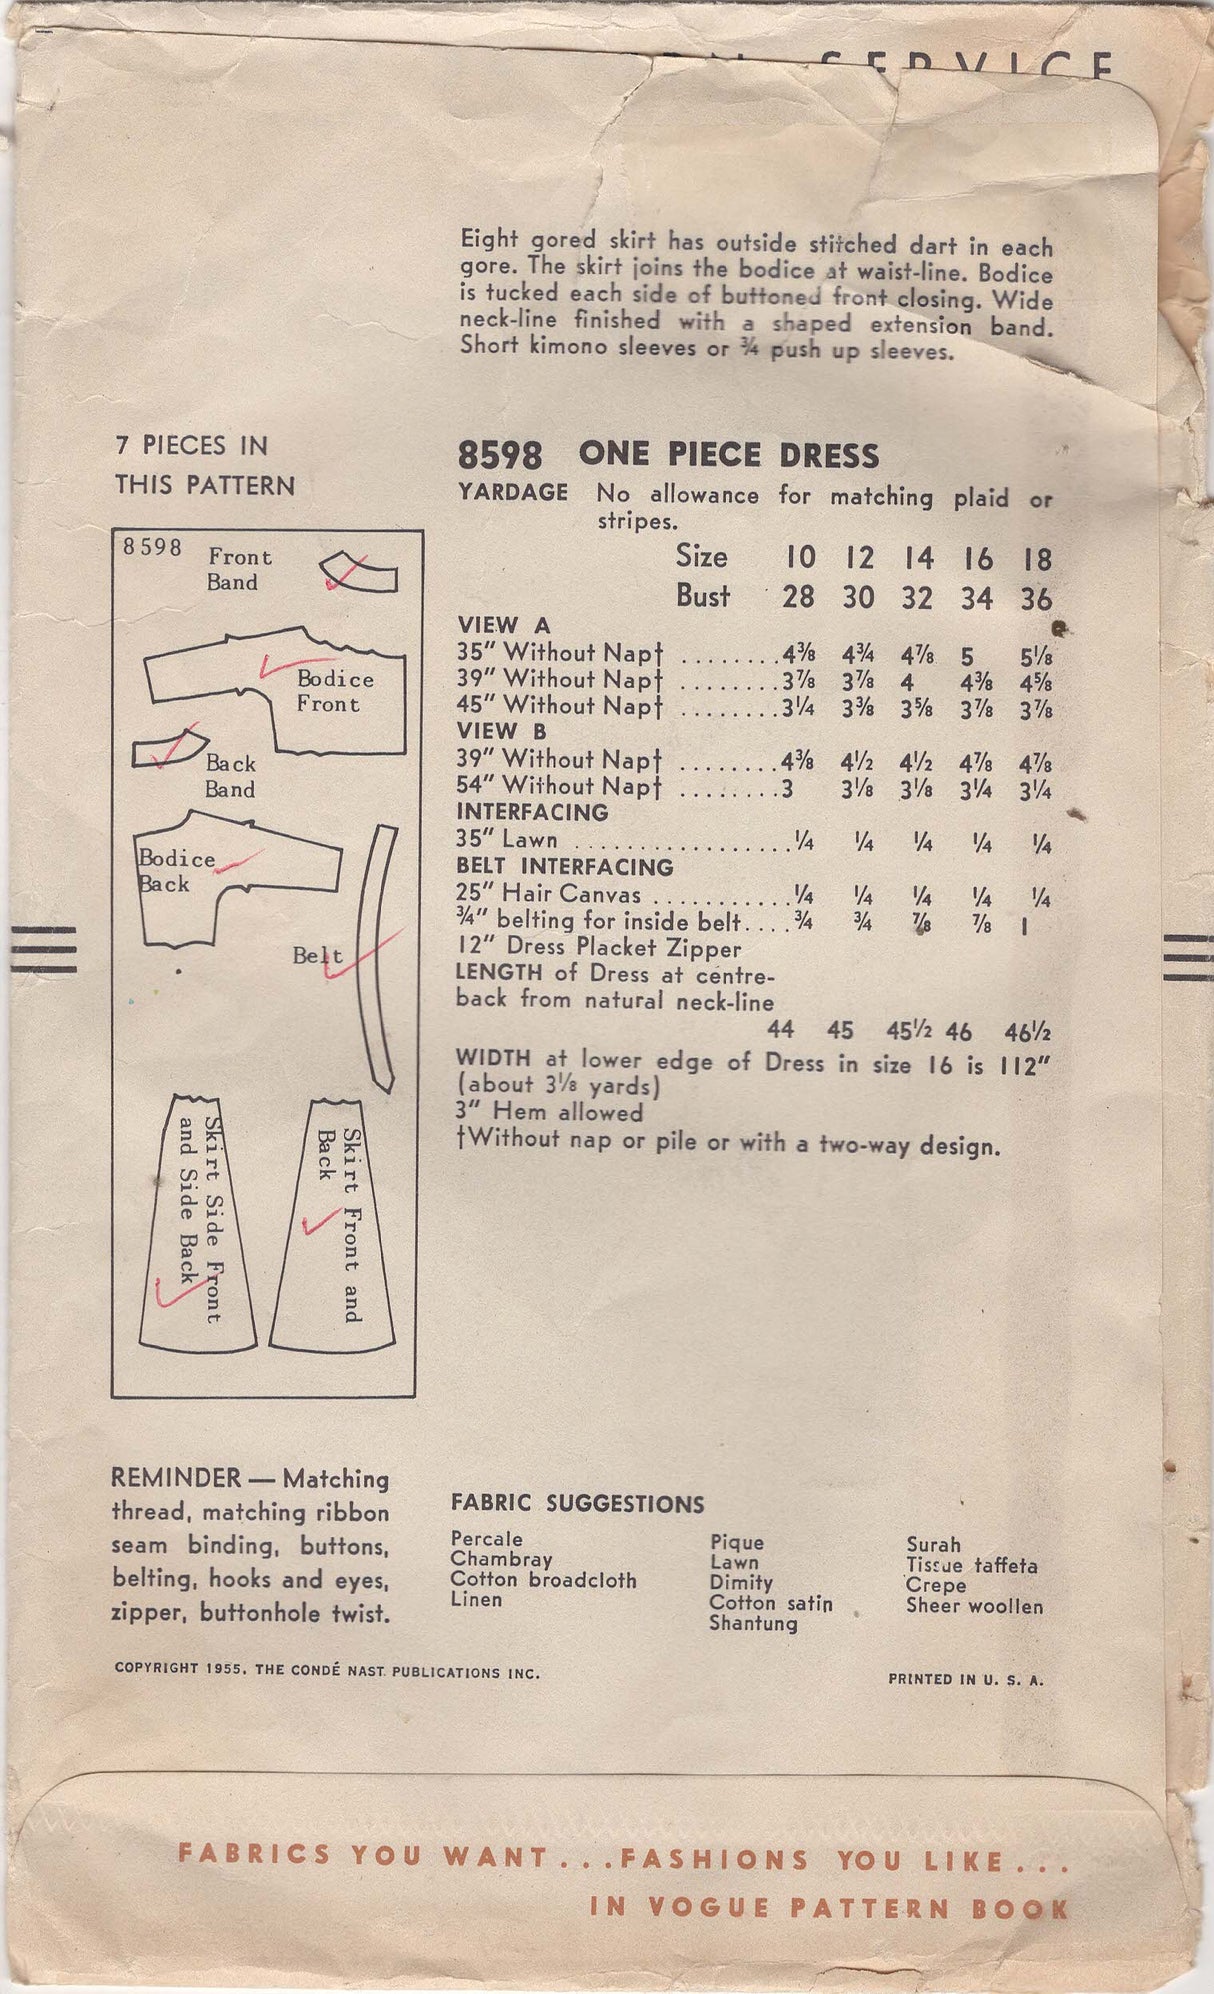 SERVICE
Eight gored skirt has outside stitched dart in each
gore. The skirt joins the bodice at waist-line. Bodice
is tucked each side of buttoned front closing. Wide
neck-line finished with a shaped extension band.
Short kimono sleeves or ¾ push up sleeves.
7 PIECES IN
THIS PATTERN
8598
Front
Band
Bodice
Front
Back
Band
Bodice
Back
Belt
Skirt Side Front
and Side Back
Skirt Front and
Back
8598 ONE PIECE DRESS
YARDAGE No allowance for matching plaid or
stripes.
Size 10 12 14 16 18
Bust 28 30 32 34 36
VIEW A
35" Without Nap† ........4⅜ 4¾ 4⅞ 5 5⅛
39" Without Nap† ........3⅞ 3⅞ 4 4⅜ 4⅝
45" Without Nap† ........3¼ 3⅜ 3⅝ 3⅞ 3⅞
VIEW B
39" Without Nap† ........4⅜ 4½ 4½ 4⅞ 4⅞
54" Without Nap† ........3 3⅛ 3⅛ 3¼ 3¼
INTERFACING
35" Lawn .................¼ ¼ ¼ ¼ ¼
BELT INTERFACING
25" Hair Canvas ...........¼ ¼ ¼ ¼ ¼
¾" belting for inside belt....¾ ¾ ⅞ ⅞ 1
12" Dress Placket Zipper
LENGTH of Dress at centre-
back from natural neck-line
44 45 45½ 46 46½
WIDTH at lower edge of Dress in size 16 is 112"
(about 3⅛ yards)
3" Hem allowed
†Without nap or pile or with a two-way design.
REMINDER — Matching
thread, matching ribbon
seam binding, buttons,
belting, hooks and eyes,
zipper, buttonhole twist.
FABRIC SUGGESTIONS
Percale
Chambray
Cotton broadcloth
Linen
Pique
Lawn
Dimity
Cotton satin
Shantung
Surah
Tissue taffeta
Crepe
Sheer woollen
COPYRIGHT 1955, THE CONDÉ NAST PUBLICATIONS INC.
PRINTED IN U. S. A.
FABRICS YOU WANT...FASHIONS YOU LIKE...
IN VOGUE PATTERN BOOK